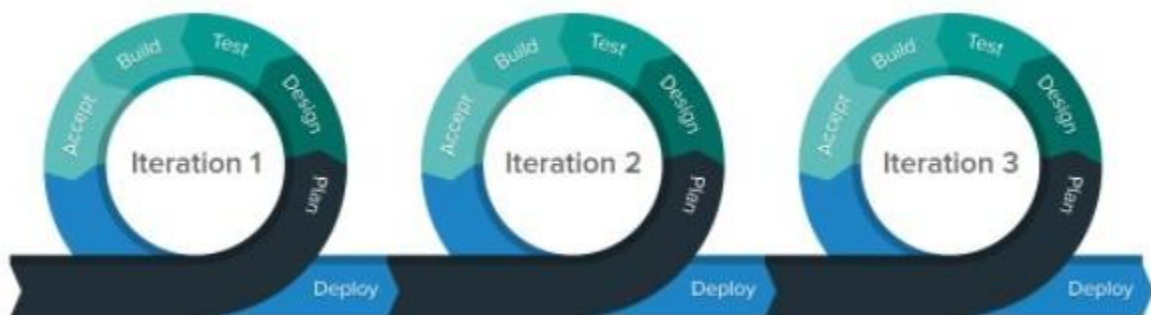 Build Test
Accept Design
Iteration 1
Plan
Deploy
Build Test
Accept Design
Iteration 2
Plan
Deploy
Build Test
Accept Design
Iteration 3
Plan
Deploy